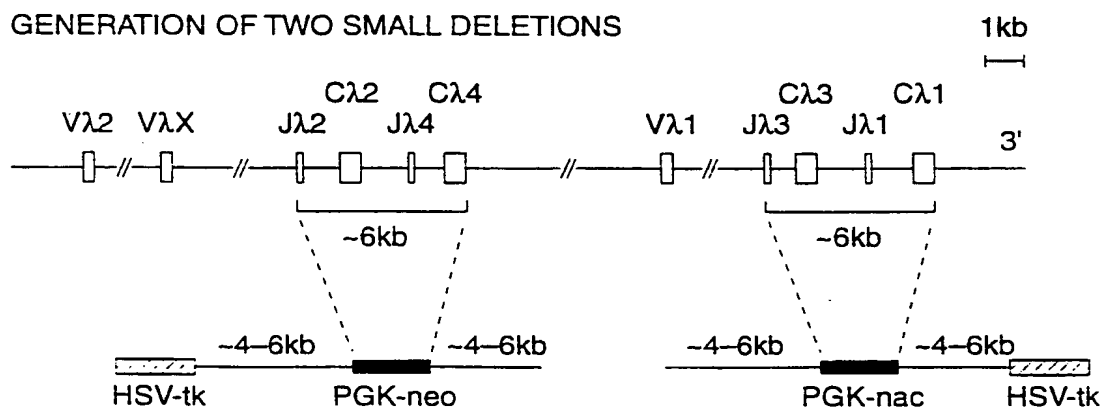 GENERATION OF TWO SMALL DELETIONS
1kb
Cλ2 Cλ4 Cλ3 Cλ1
Vλ2 VλX Jλ2 Jλ4 Vλ1 Jλ3 Jλ1
3'
~6kb ~6kb
~4–6kb ~4–6kb ~4–6kb ~4–6kb
HSV-tk PGK-neo PGK-nac HSV-tk